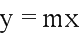 y = mx